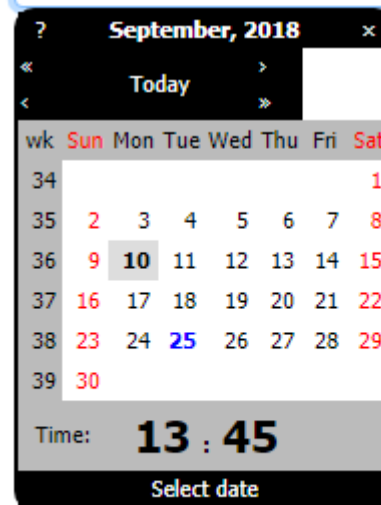 ? September, 2018 ×
« ›
Today
‹ »
wk Sun Mon Tue Wed Thu Fri Sat
34 1
35 2 3 4 5 6 7 8
36 9 10 11 12 13 14 15
37 16 17 18 19 20 21 22
38 23 24 25 26 27 28 29
39 30
Time: 13 : 45
Select date